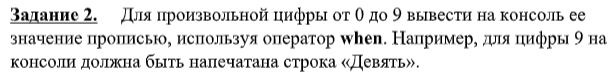 Задание 2. Для произвольной цифры от 0 до 9 вывести на консоль ее
значение прописью, используя оператор when. Например, для цифры 9 на
консоли должна быть напечатана строка «Девять».